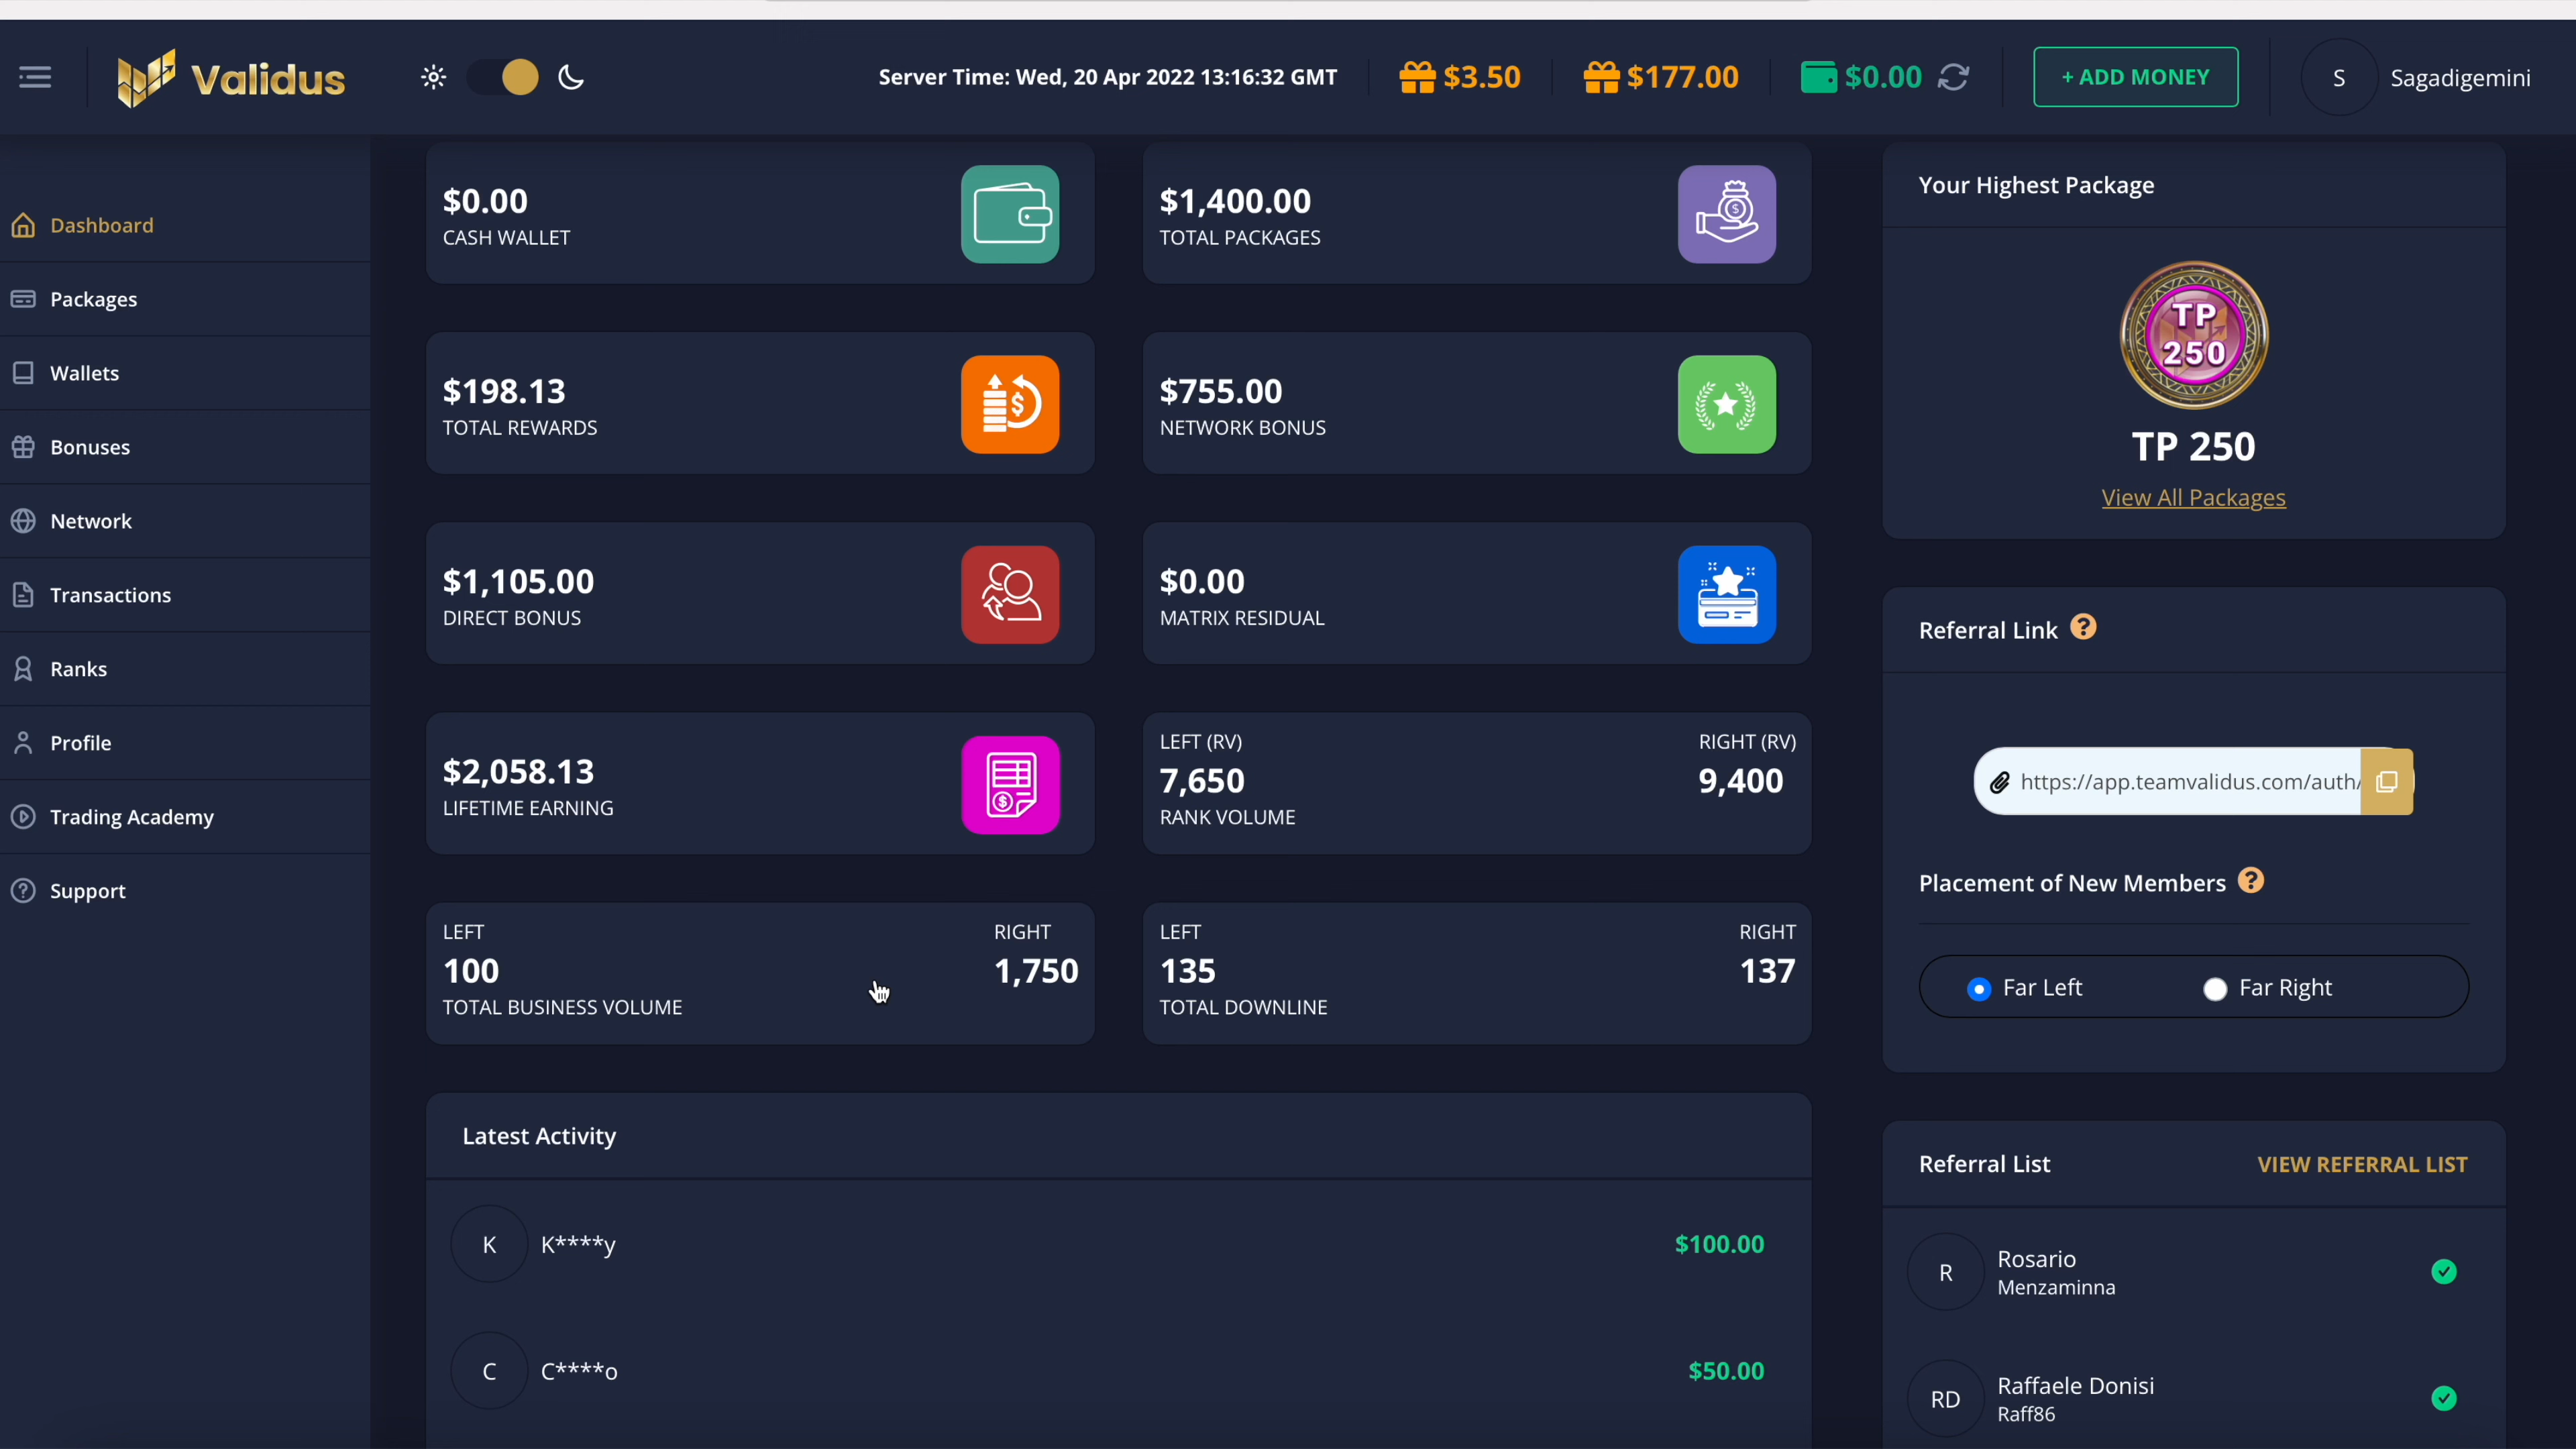 Validus
Server Time: Wed, 20 Apr 2022 13:16:32 GMT
$3.50
$177.00
$0.00
+ ADD MONEY
S
Sagadigemini
Dashboard
Packages
Wallets
Bonuses
Network
Transactions
Ranks
Profile
Trading Academy
Support
$0.00
CASH WALLET
$1,400.00
TOTAL PACKAGES
$198.13
TOTAL REWARDS
$755.00
NETWORK BONUS
$1,105.00
DIRECT BONUS
$0.00
MATRIX RESIDUAL
$2,058.13
LIFETIME EARNING
LEFT (RV) RIGHT (RV)
7,650 9,400
RANK VOLUME
LEFT RIGHT
100 1,750
TOTAL BUSINESS VOLUME
LEFT RIGHT
135 137
TOTAL DOWNLINE
Latest Activity
K K****y $100.00
C C****o $50.00
Your Highest Package
TP
250
TP 250
View All Packages
Referral Link ?
https://app.teamvalidus.com/auth/
Placement of New Members ?
Far Left Far Right
Referral List VIEW REFERRAL LIST
R
Rosario
Menzaminna
RD
Raffaele Donisi
Raff86